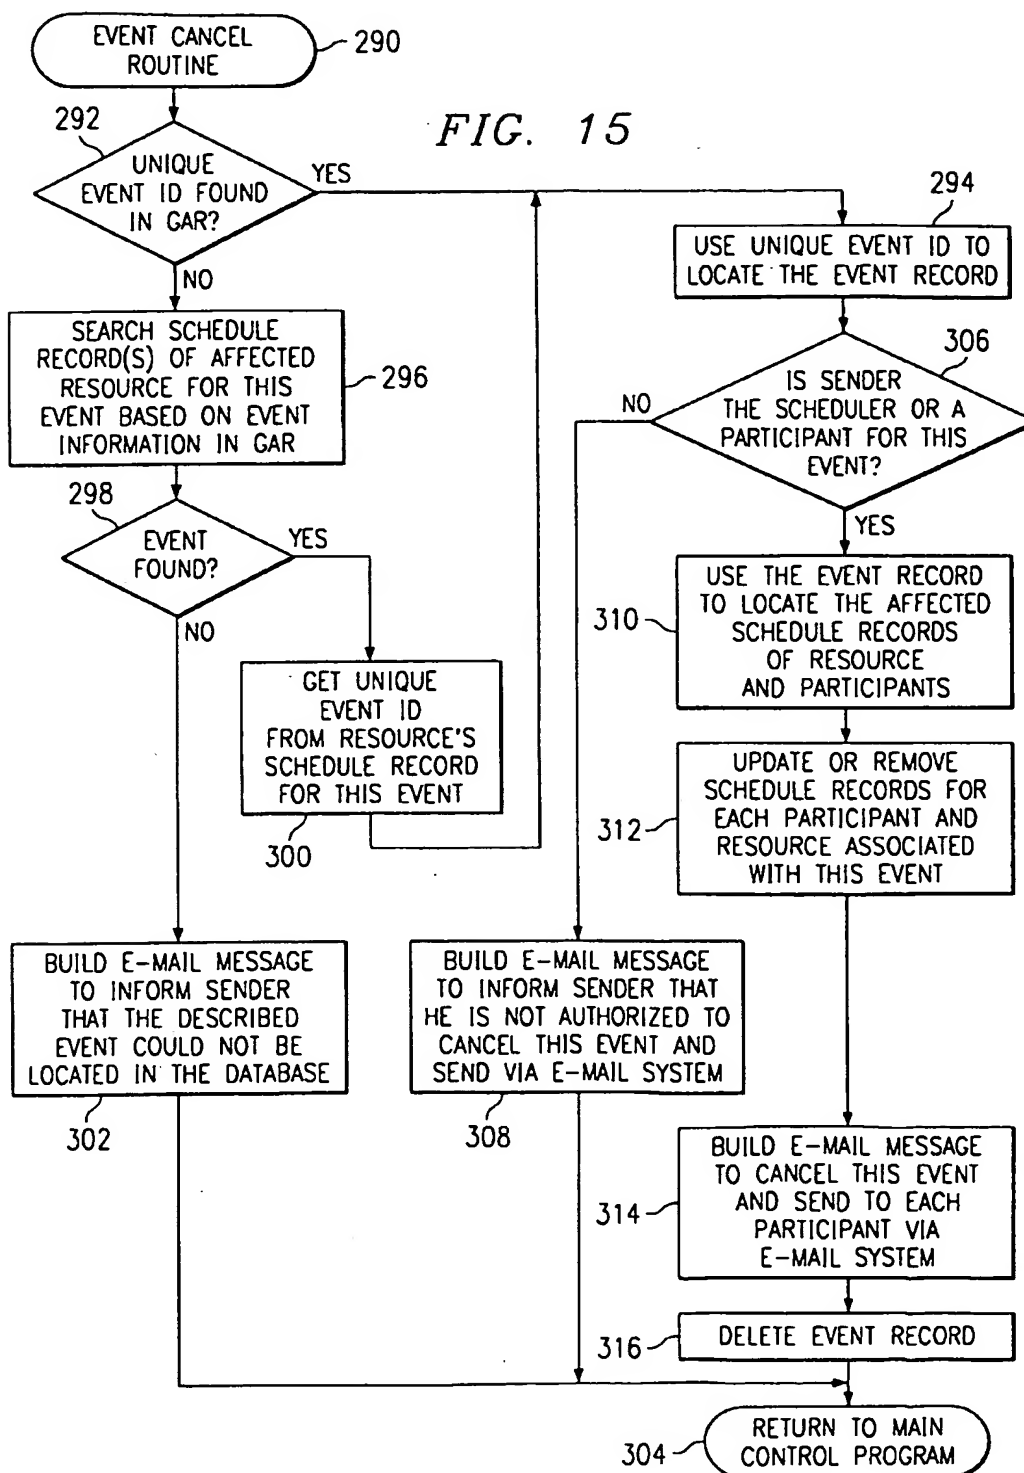 EVENT CANCEL
ROUTINE
290
FIG. 15
292
UNIQUE
EVENT ID FOUND
IN GAR?
YES
NO
294
USE UNIQUE EVENT ID TO
LOCATE THE EVENT RECORD
SEARCH SCHEDULE
RECORD(S) OF AFFECTED
RESOURCE FOR THIS
EVENT BASED ON EVENT
INFORMATION IN GAR
296
306
IS SENDER
THE SCHEDULER OR A
PARTICIPANT FOR THIS
EVENT?
NO
YES
298
EVENT
FOUND?
YES
NO
GET UNIQUE
EVENT ID
FROM RESOURCE'S
SCHEDULE RECORD
FOR THIS EVENT
300
310
USE THE EVENT RECORD
TO LOCATE THE AFFECTED
SCHEDULE RECORDS
OF RESOURCE
AND PARTICIPANTS
312
UPDATE OR REMOVE
SCHEDULE RECORDS FOR
EACH PARTICIPANT AND
RESOURCE ASSOCIATED
WITH THIS EVENT
BUILD E-MAIL MESSAGE
TO INFORM SENDER
THAT THE DESCRIBED
EVENT COULD NOT BE
LOCATED IN THE DATABASE
302
BUILD E-MAIL MESSAGE
TO INFORM SENDER THAT
HE IS NOT AUTHORIZED TO
CANCEL THIS EVENT AND
SEND VIA E-MAIL SYSTEM
308
314
BUILD E-MAIL MESSAGE
TO CANCEL THIS EVENT
AND SEND TO EACH
PARTICIPANT VIA
E-MAIL SYSTEM
316
DELETE EVENT RECORD
304
RETURN TO MAIN
CONTROL PROGRAM